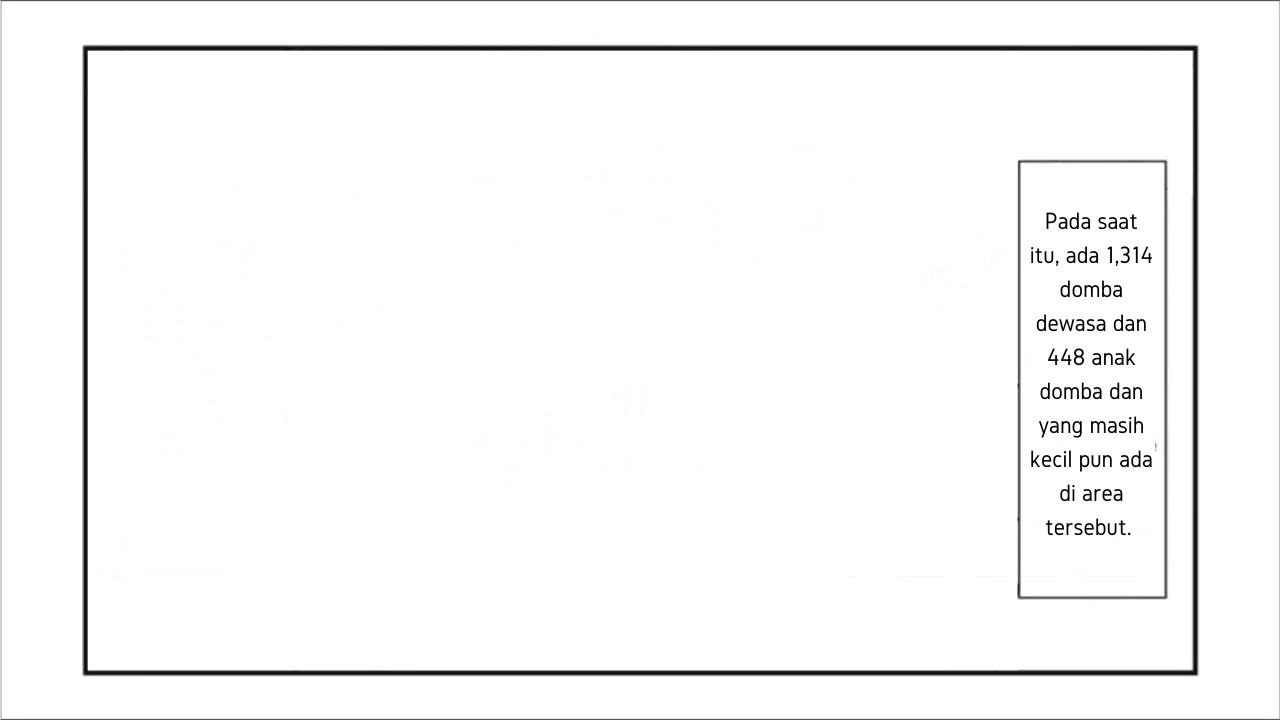 Pada saat
itu, ada 1,314
domba
dewasa dan
448 anak
domba dan
yang masih
kecil pun ada
di area
tersebut.